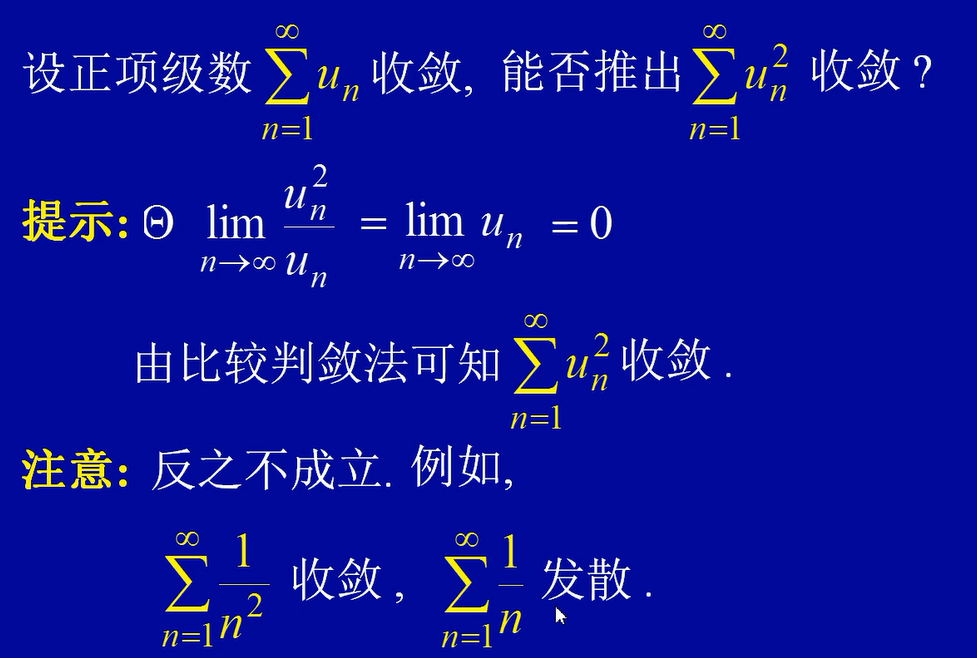 设正项级数 $\sum_{n=1}^{\infty} u_n$ 收敛, 能否推出 $\sum_{n=1}^{\infty} u_n^2$ 收敛 ?
提示: Θ $\lim_{n\to\infty} \frac{u_n^2}{u_n} = \lim_{n\to\infty} u_n = 0$
由比较判敛法可知 $\sum_{n=1}^{\infty} u_n^2$ 收敛 .
注意: 反之不成立. 例如,
$\sum_{n=1}^{\infty} \frac{1}{n^2}$ 收敛 , $\sum_{n=1}^{\infty} \frac{1}{n}$ 发散 .